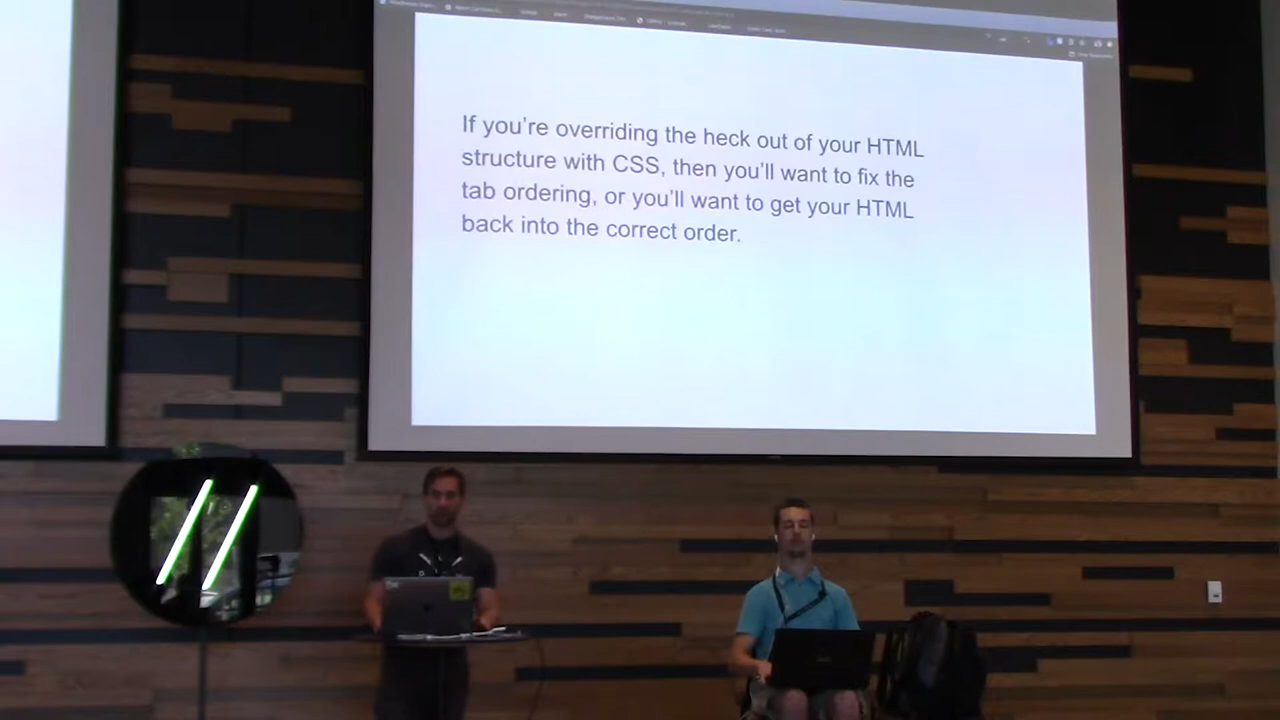 If you're overriding the heck out of your HTML
structure with CSS, then you'll want to fix the
tab ordering, or you'll want to get your HTML
back into the correct order.